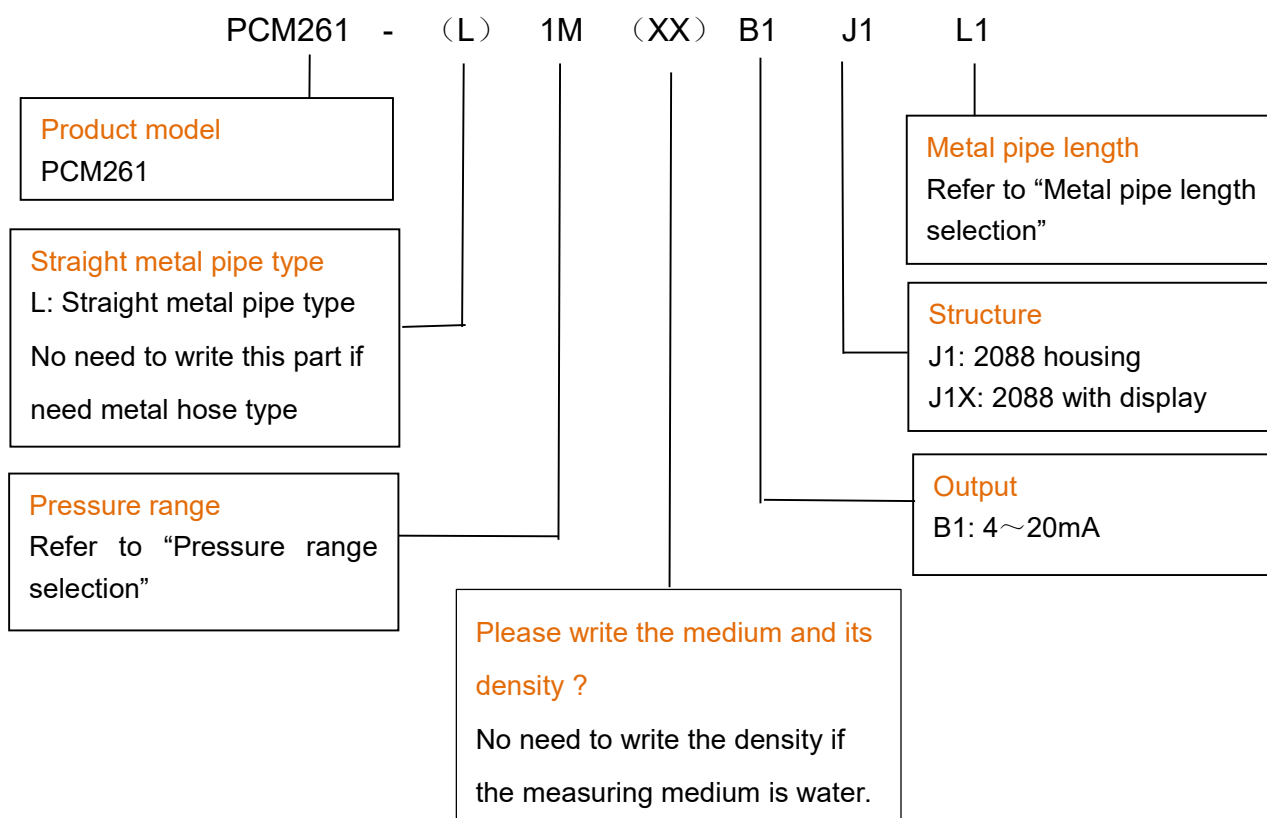 PCM261 - （L） 1M （XX） B1 J1 L1
Product model
PCM261
Straight metal pipe type
L: Straight metal pipe type
No need to write this part if
need metal hose type
Pressure range
Refer to “Pressure range
selection”
Please write the medium and its
density ?
No need to write the density if
the measuring medium is water.
Metal pipe length
Refer to “Metal pipe length
selection”
Structure
J1: 2088 housing
J1X: 2088 with display
Output
B1: 4～20mA